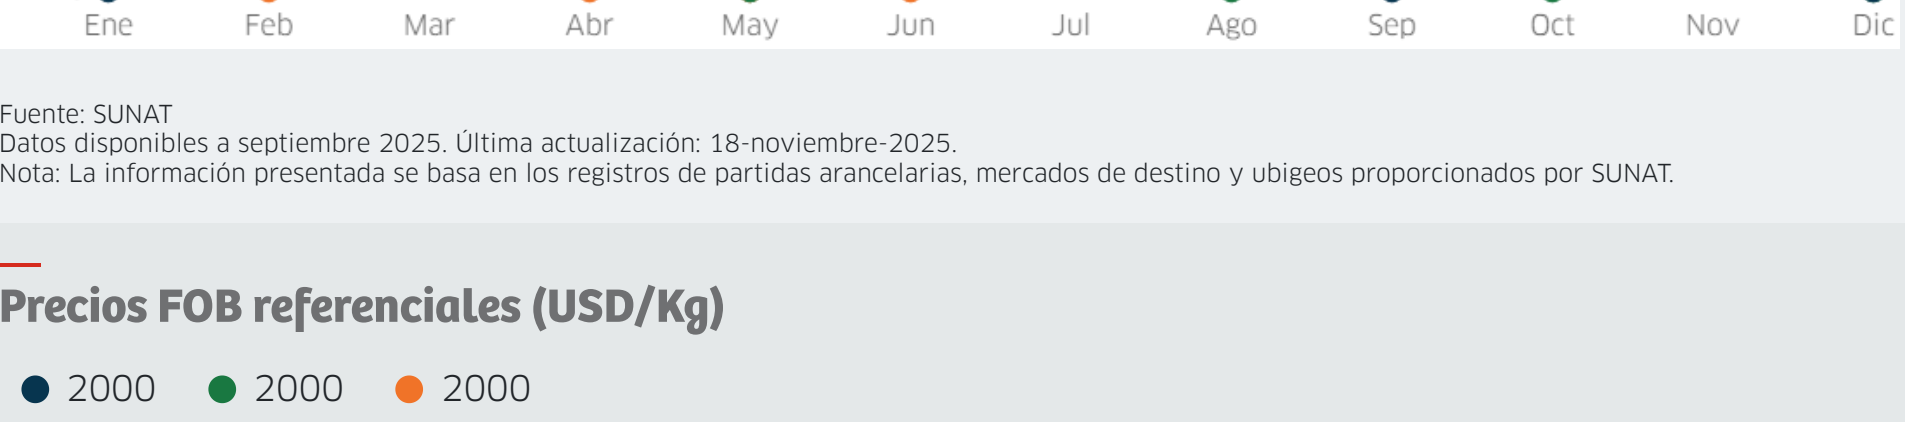 Ene Feb Mar Abr May Jun Jul Ago Sep Oct Nov Dic
Fuente: SUNAT
Datos disponibles a septiembre 2025. Última actualización: 18-noviembre-2025.
Nota: La información presentada se basa en los registros de partidas arancelarias, mercados de destino y ubigeos proporcionados por SUNAT.
Precios FOB referenciales (USD/Kg)
2000 2000 2000